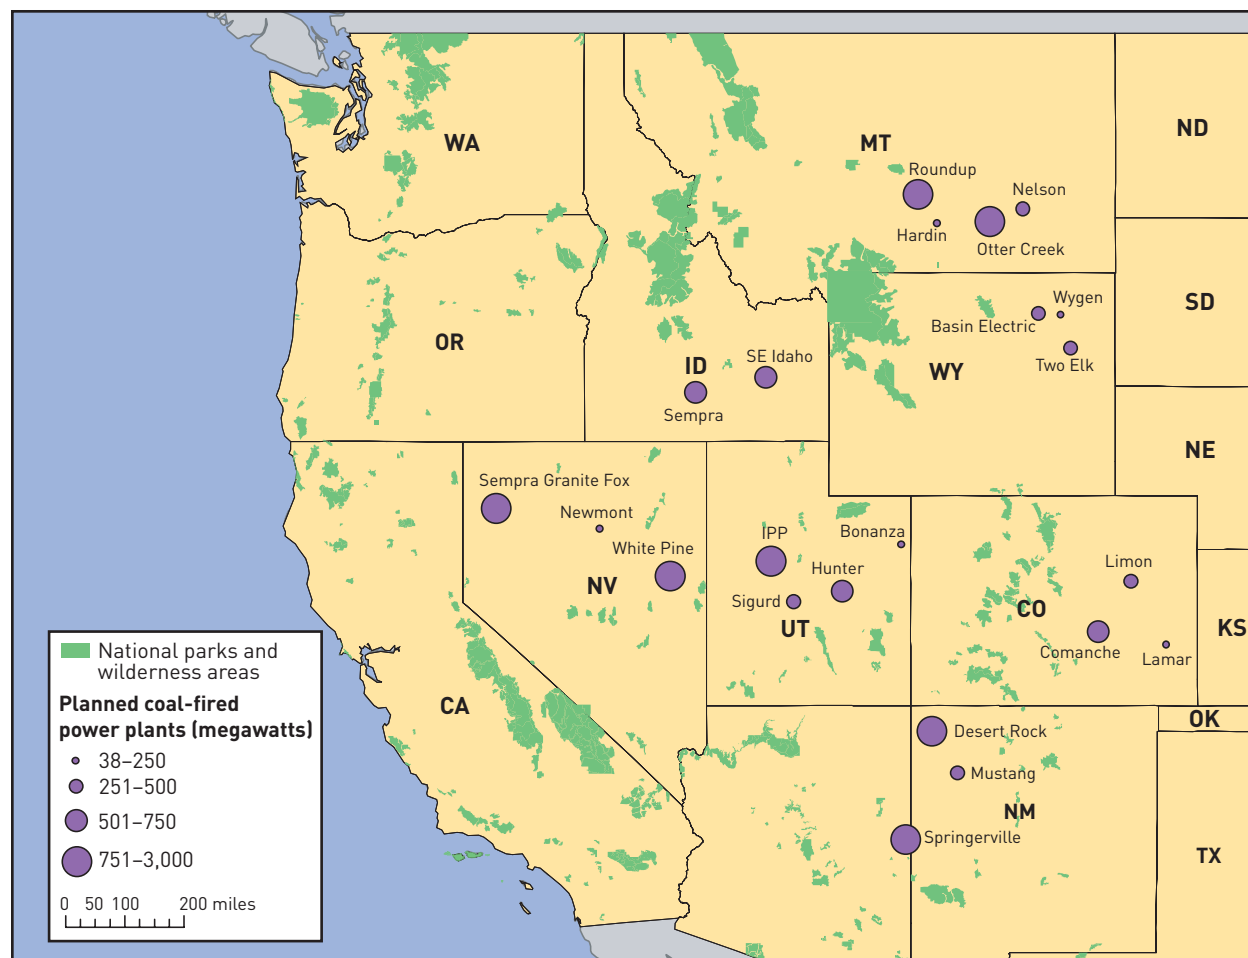 WA
MT
ND
Roundup
Nelson
Hardin
Otter Creek
OR
ID
SE Idaho
Sempra
Wygen
Basin Electric
Two Elk
WY
SD
NE
Sempra Granite Fox
Newmont
White Pine
NV
IPP
Bonanza
Hunter
Sigurd
UT
Limon
CO
Comanche
Lamar
KS
CA
OK
Desert Rock
Mustang
NM
Springerville
TX
National parks and
wilderness areas
Planned coal-fired
power plants (megawatts)
38–250
251–500
501–750
751–3,000
0 50 100 200 miles